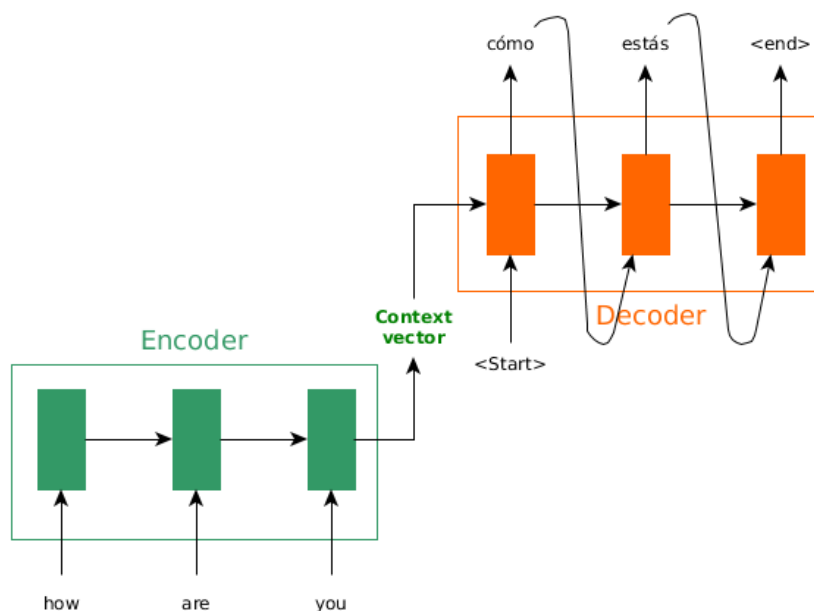 cómo estás <end>
Decoder
<Start>
Context
vector
Encoder
how are you